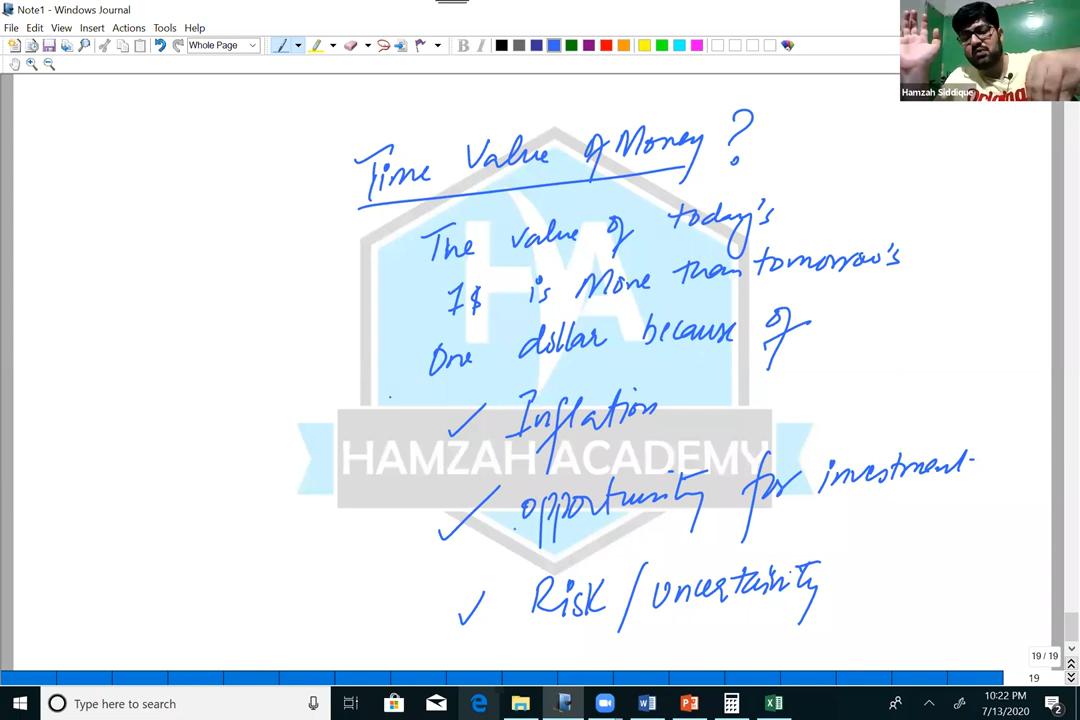 Note1 - Windows Journal
File Edit View Insert Actions Tools Help
Whole Page
B I
Hamzah Siddique
Time Value of Money ?
The value of today's
1$ is More than tomorrow's
One dollar because of
✓ Inflation
HAMZAH ACADEMY
✓ opportunity for investment
✓ Risk / uncertainity
19 / 19
19
Type here to search
10:22 PM
7/13/2020
2